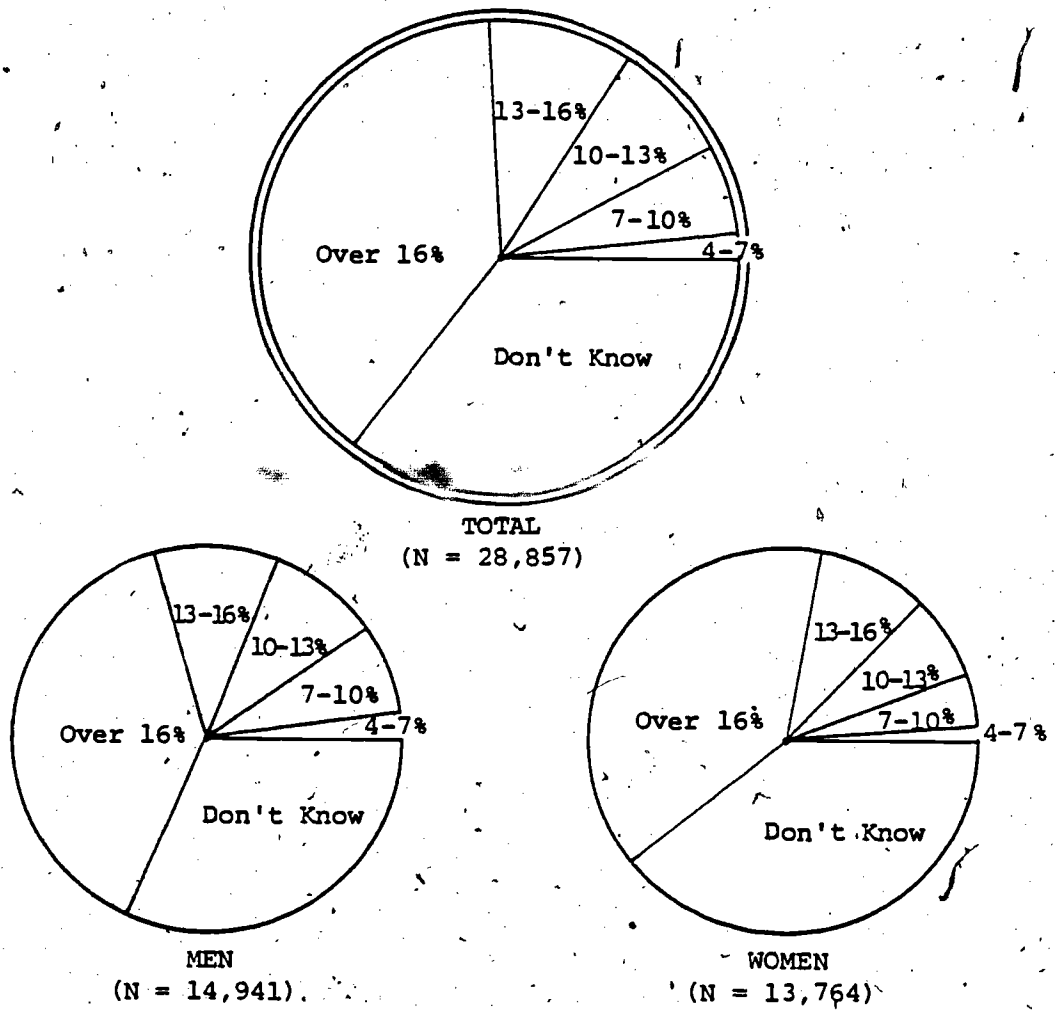 13-16%
10-13%
7-10%
4-7%
Over 16%
Don't Know
TOTAL
(N = 28,857)
13-16%
10-13%
7-10%
4-7%
Over 16%
Don't Know
MEN
(N = 14,941)
13-16%
10-13%
7-10%
4-7%
Over 16%
Don't Know
WOMEN
(N = 13,764)